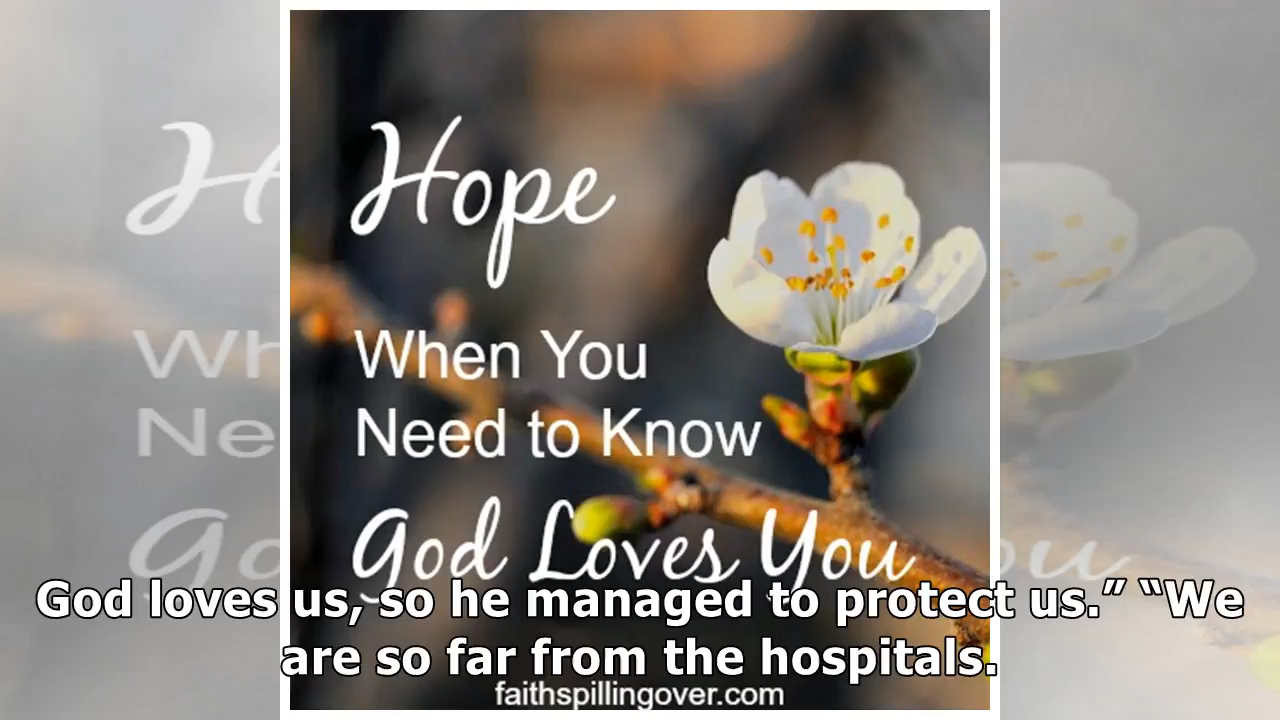 Hope
When You
Need to Know
God Loves You
God loves us, so he managed to protect us.” “We
are so far from the hospitals.
faithspillingover.com